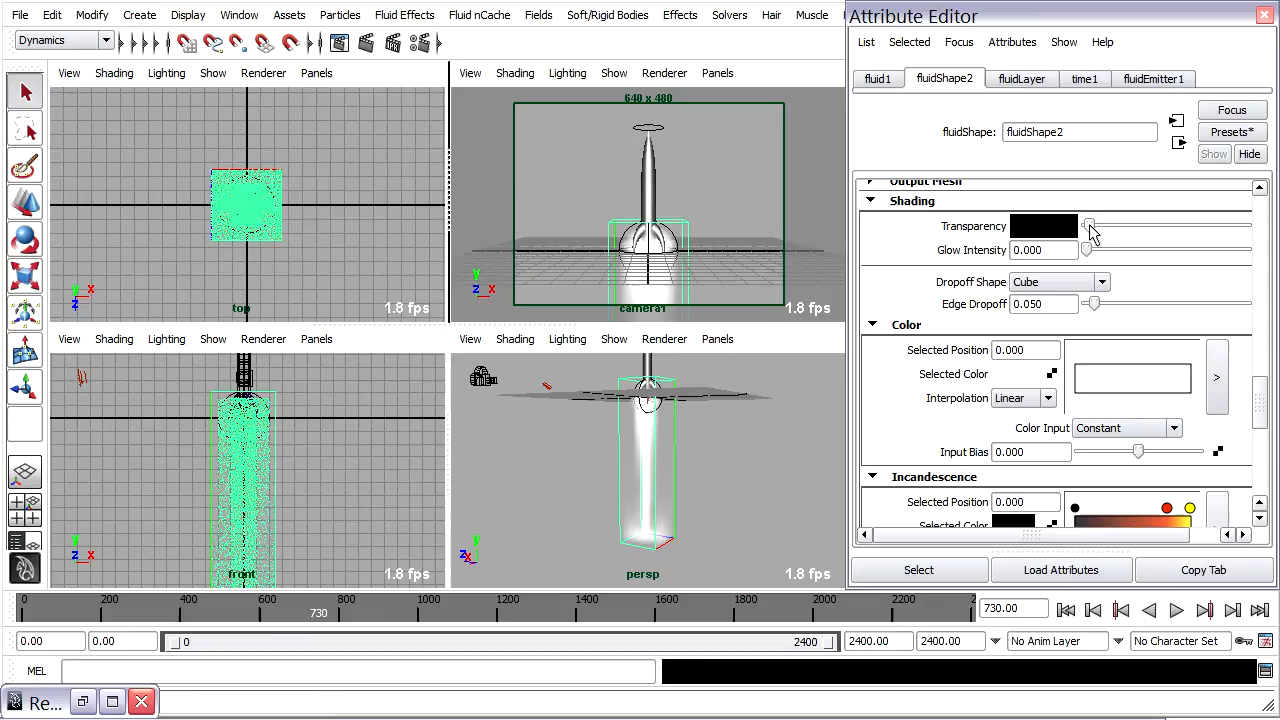 File Edit Modify Create Display Window Assets Particles Fluid Effects Fluid nCache Fields Soft/Rigid Bodies Effects Solvers Hair Muscle
Attribute Editor
Dynamics
List Selected Focus Attributes Show Help
View Shading Lighting Show Renderer Panels
View Shading Lighting Show Renderer Panels
fluid1 fluidShape2 fluidLayer time1 fluidEmitter1
640 x 480
Focus
fluidShape: fluidShape2
Presets*
Show Hide
Output Mesh
Shading
Transparency
Glow Intensity 0.000
Dropoff Shape Cube
Edge Dropoff 0.050
y
z x
top
1.8 fps
y
z x
camera1
1.8 fps
Color
View Shading Lighting Show Renderer Panels
View Shading Lighting Show Renderer Panels
Selected Position 0.000
Selected Color
>
Interpolation Linear
Color Input Constant
Input Bias 0.000
Incandescence
Selected Position 0.000
Selected Color
y
z x
front
1.8 fps
y
z x
persp
1.8 fps
Select Load Attributes Copy Tab
0 200 400 600 800 1000 1200 1400 1600 1800 2000 2200 2
730
730.00
0.00 0.00 0 2400 2400.00 2400.00 No Anim Layer No Character Set
MEL
Re...